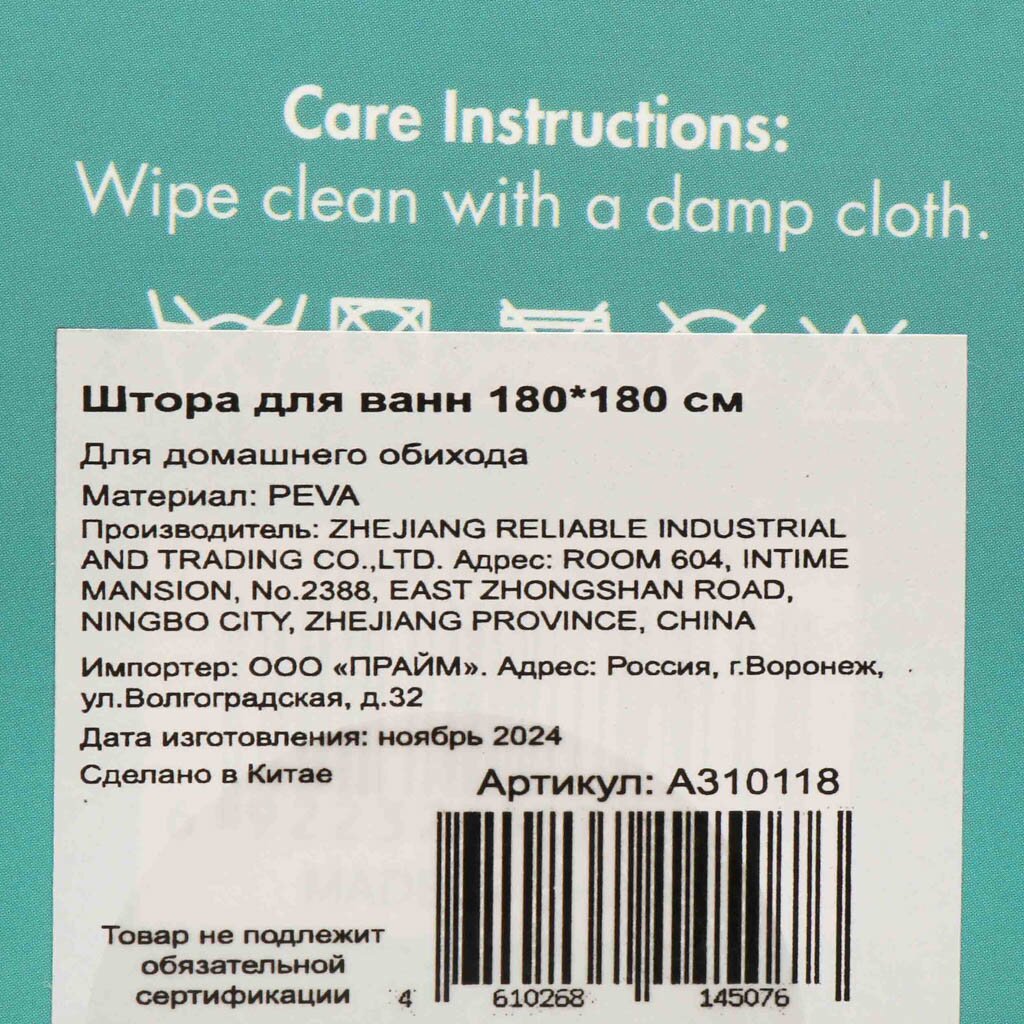 Care Instructions:
Wipe clean with a damp cloth.
Штора для ванн 180*180 см
Для домашнего обихода
Материал: PEVA
Производитель: ZHEJIANG RELIABLE INDUSTRIAL
AND TRADING CO.,LTD. Адрес: ROOM 604, INTIME
MANSION, No.2388, EAST ZHONGSHAN ROAD,
NINGBO CITY, ZHEJIANG PROVINCE, CHINA
Импортер: ООО «ПРАЙМ». Адрес: Россия, г.Воронеж,
ул.Волгоградская, д.32
Дата изготовления: ноябрь 2024
Сделано в Китае
Артикул: A310118
Товар не подлежит
обязательной
сертификации
4 610268 145076